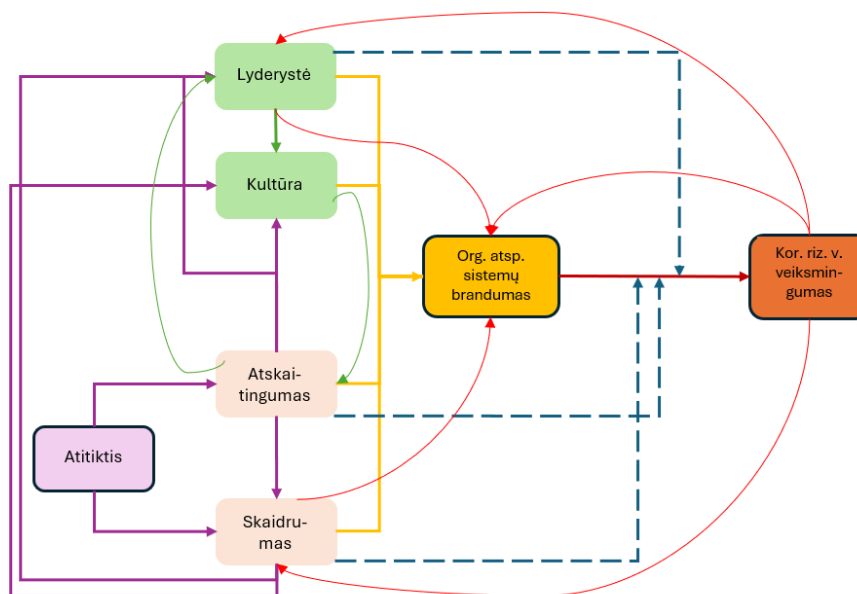 Lyderystė
Kultūra
Org. atsp.
sistemų
brandumas
Kor. riz. v.
veiksmin-
gumas
Atskai-
tingumas
Atitiktis
Skaidru-
mas